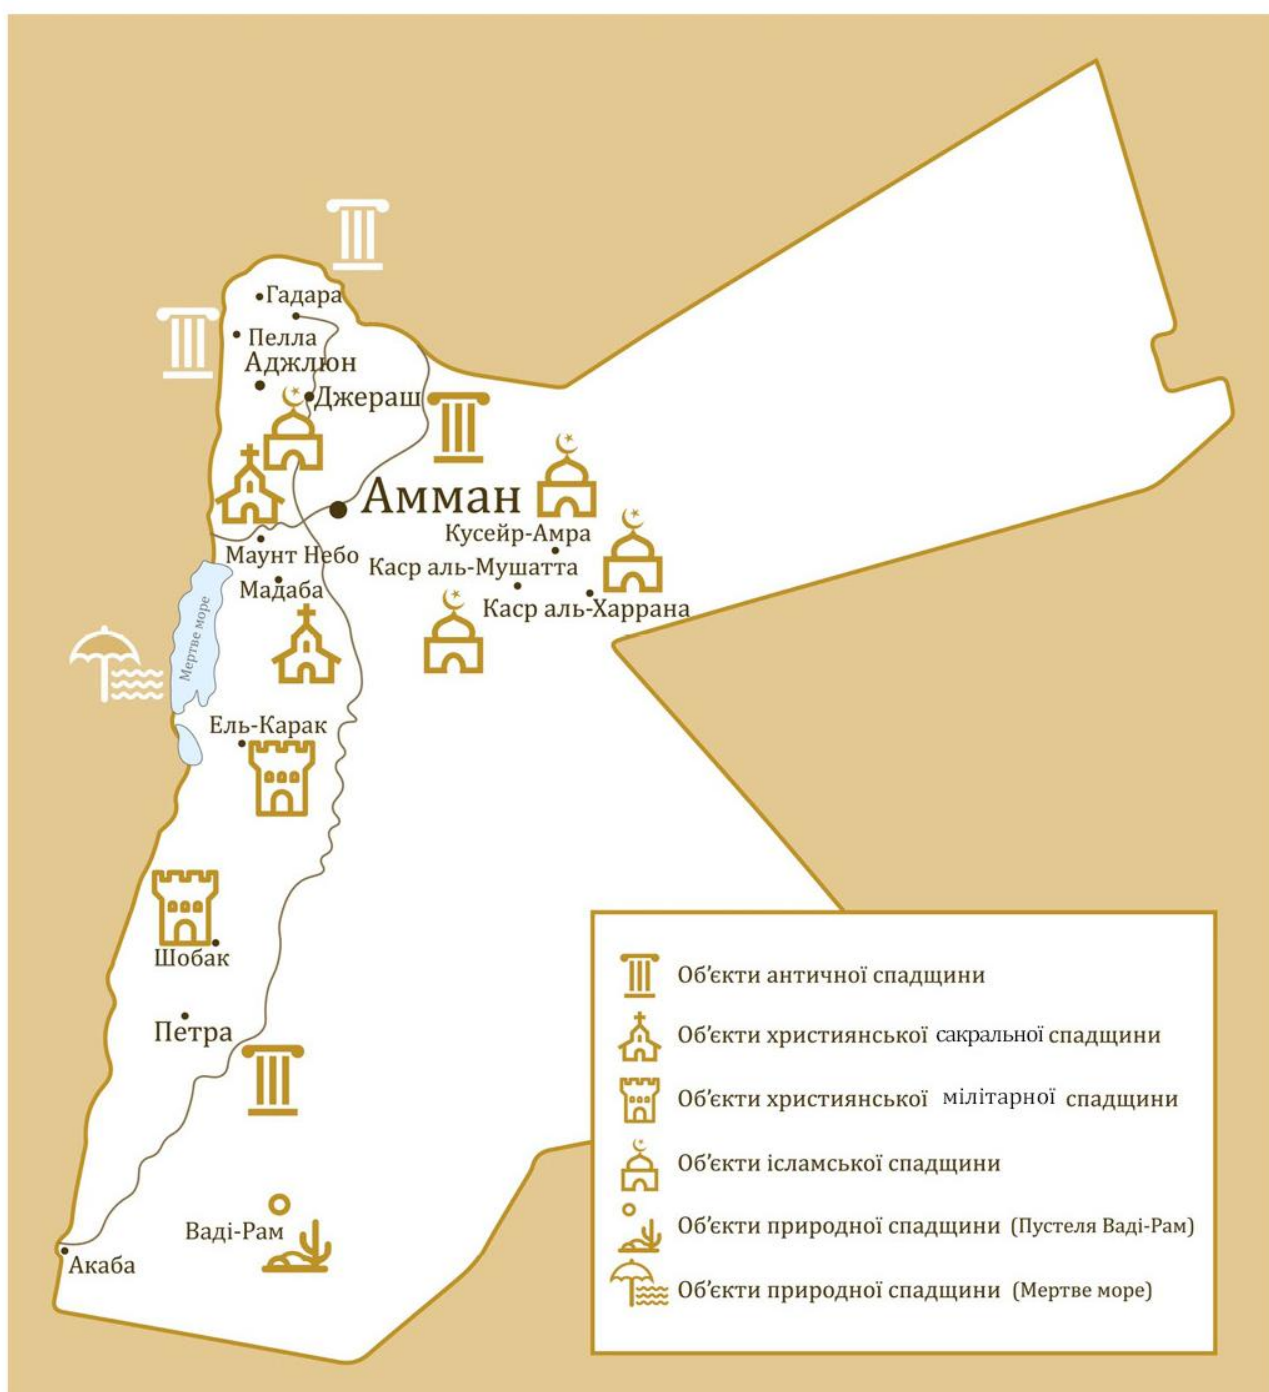 Гадара
Пелла
Аджлюн
Джераш
Амман
Кусейр-Амра
Маунт Небо
Каср аль-Мушатта
Мадаба
Каср аль-Харрана
Мертве море
Ель-Карак
Шобак
Петра
Ваді-Рам
Акаба
Об’єкти античної спадщини
Об’єкти християнської сакральної спадщини
Об’єкти християнської мілітарної спадщини
Об’єкти ісламської спадщини
Об’єкти природної спадщини (Пустеля Ваді-Рам)
Об’єкти природної спадщини (Мертве море)